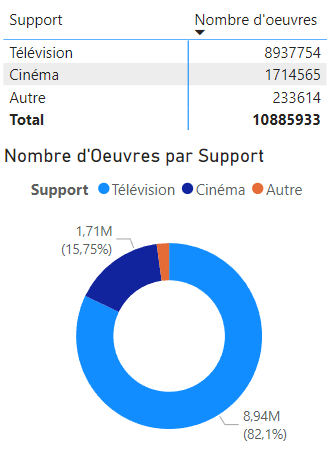 Support Nombre d'oeuvres
Télévision 8937754
Cinéma 1714565
Autre 233614
Total 10885933
Nombre d'Oeuvres par Support
Support Télévision Cinéma Autre
1,71M
(15,75%)
8,94M
(82,1%)